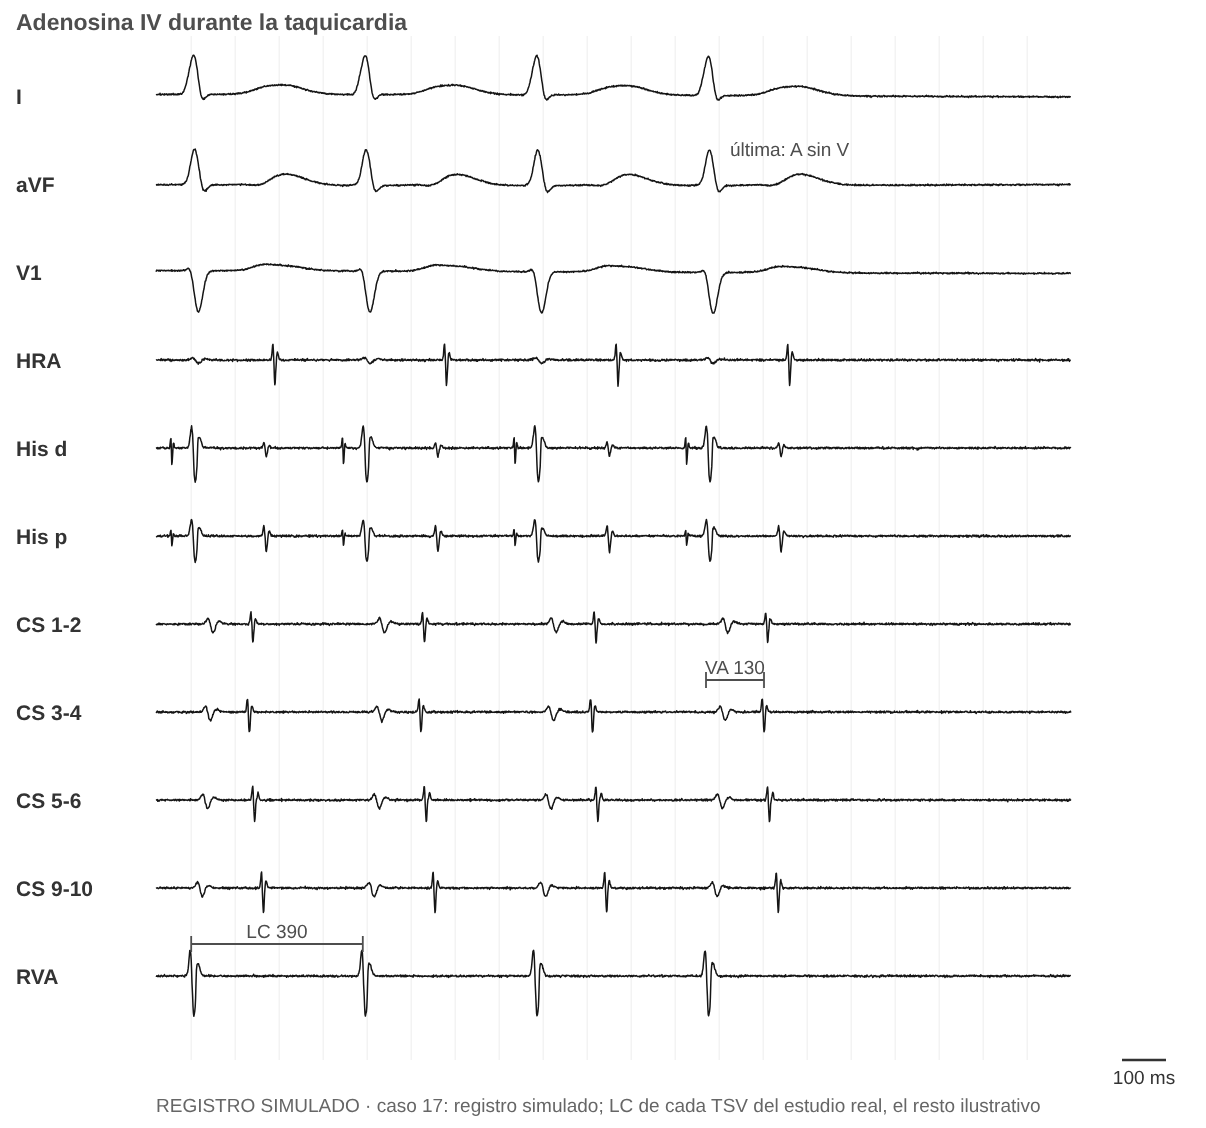 Adenosina IV durante la taquicardia
I
última: A sin V
aVF
V1
HRA
His d
His p
CS 1-2
VA 130
CS 3-4
CS 5-6
CS 9-10
LC 390
RVA
100 ms
REGISTRO SIMULADO · caso 17: registro simulado; LC de cada TSV del estudio real, el resto ilustrativo